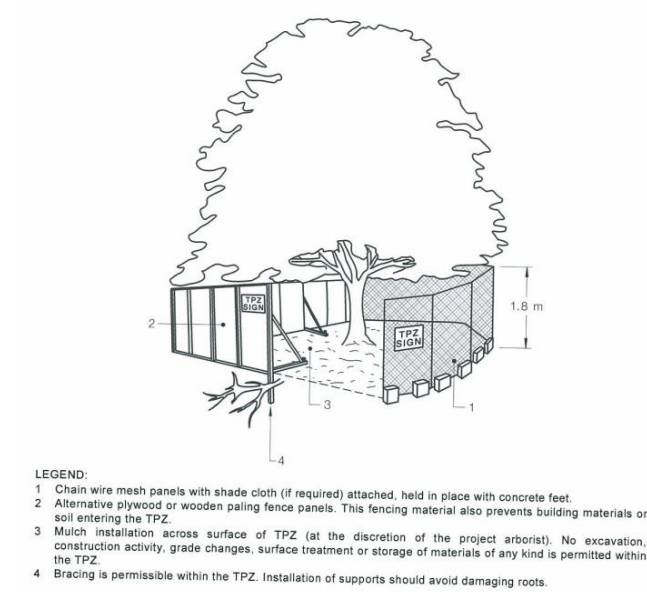 TPZ
SIGN
1.8 m
2
TPZ
SIGN
3
1
4
LEGEND:
1 Chain wire mesh panels with shade cloth (if required) attached, held in place with concrete feet.
2 Alternative plywood or wooden paling fence panels. This fencing material also prevents building materials or
soil entering the TPZ.
3 Mulch installation across surface of TPZ (at the discretion of the project arborist). No excavation,
construction activity, grade changes, surface treatment or storage of materials of any kind is permitted within
the TPZ.
4 Bracing is permissible within the TPZ. Installation of supports should avoid damaging roots.